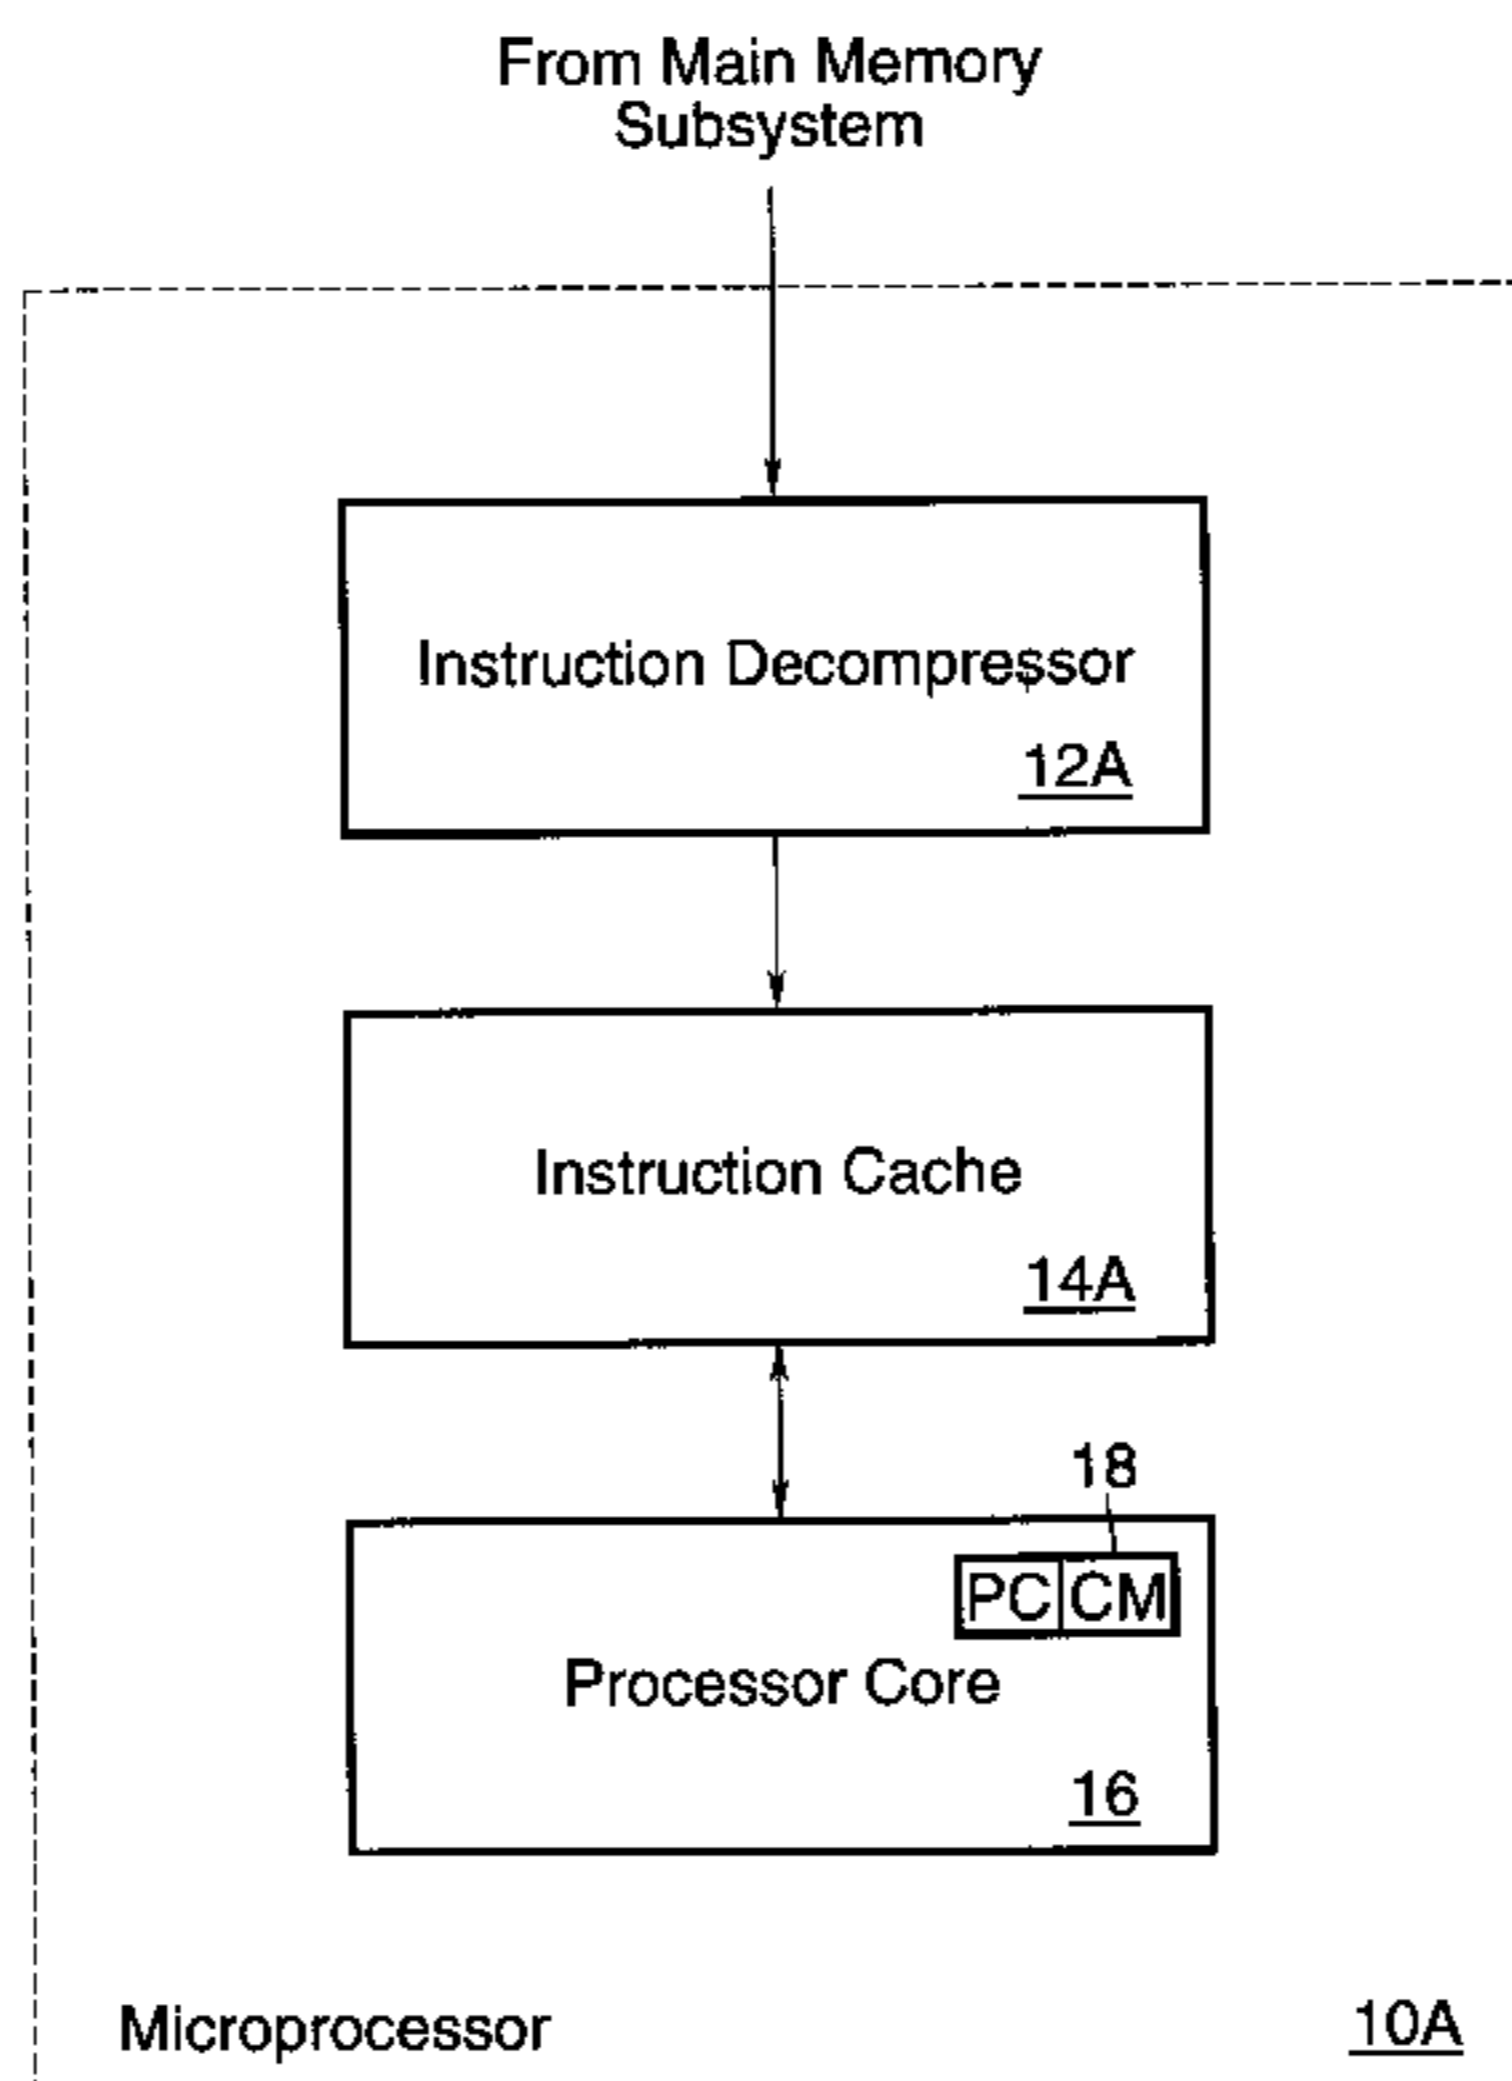 From Main Memory
Subsystem
Instruction Decompressor
12A
Instruction Cache
14A
18
PC CM
Processor Core
16
Microprocessor
10A